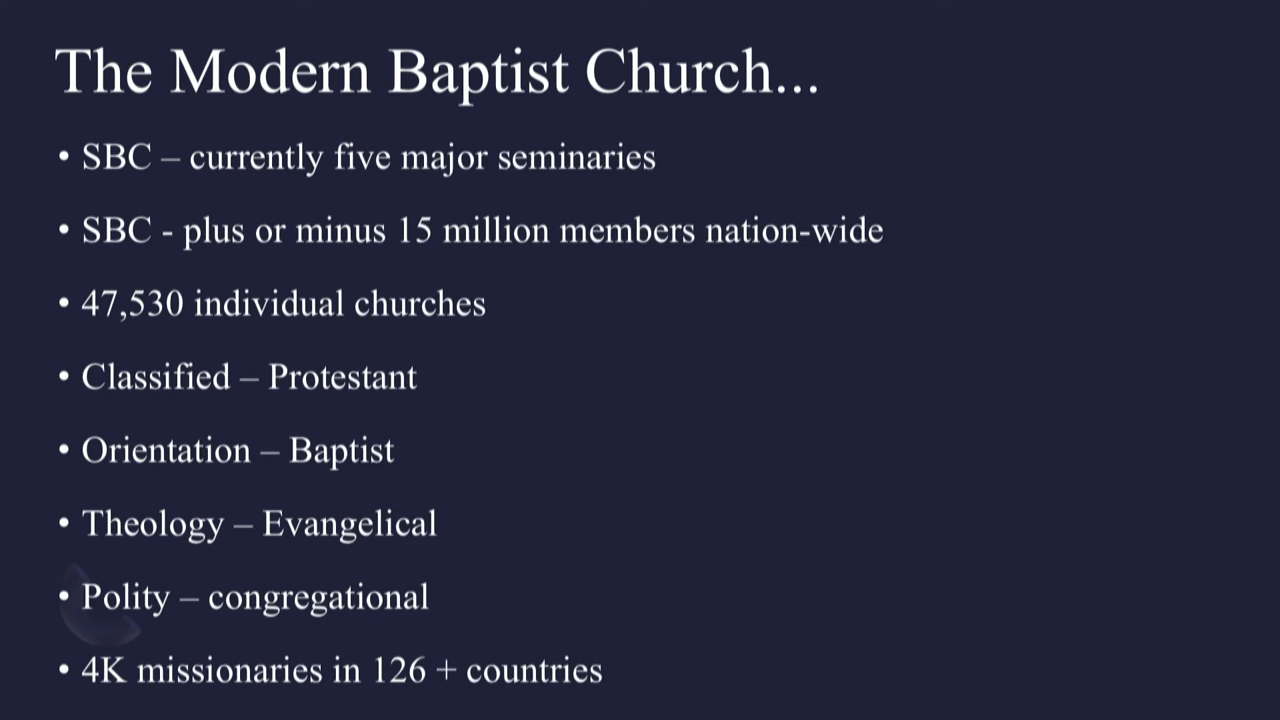 The Modern Baptist Church...
• SBC – currently five major seminaries
• SBC - plus or minus 15 million members nation-wide
• 47,530 individual churches
• Classified – Protestant
• Orientation – Baptist
• Theology – Evangelical
• Polity – congregational
• 4K missionaries in 126 + countries